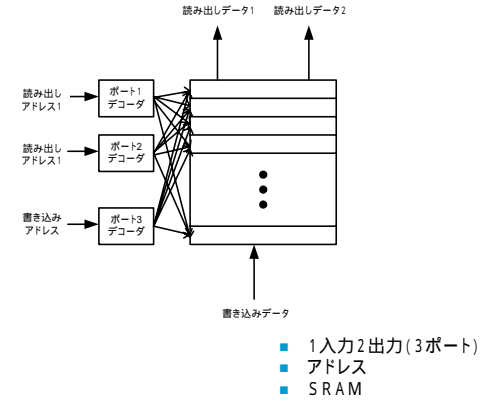 読み出しデータ1
読み出しデータ2
読み出し
アドレス1
ポート1
デコーダ
読み出し
アドレス1
ポート2
デコーダ
書き込み
アドレス
ポート3
デコーダ
書き込みデータ
1入力2出力(3ポート)
アドレス
SRAM